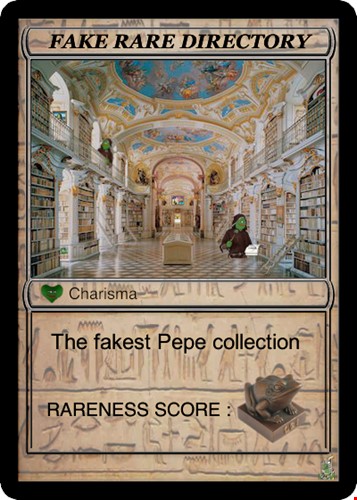 FAKE RARE DIRECTORY
Charisma
The fakest Pepe collection
RARENESS SCORE :